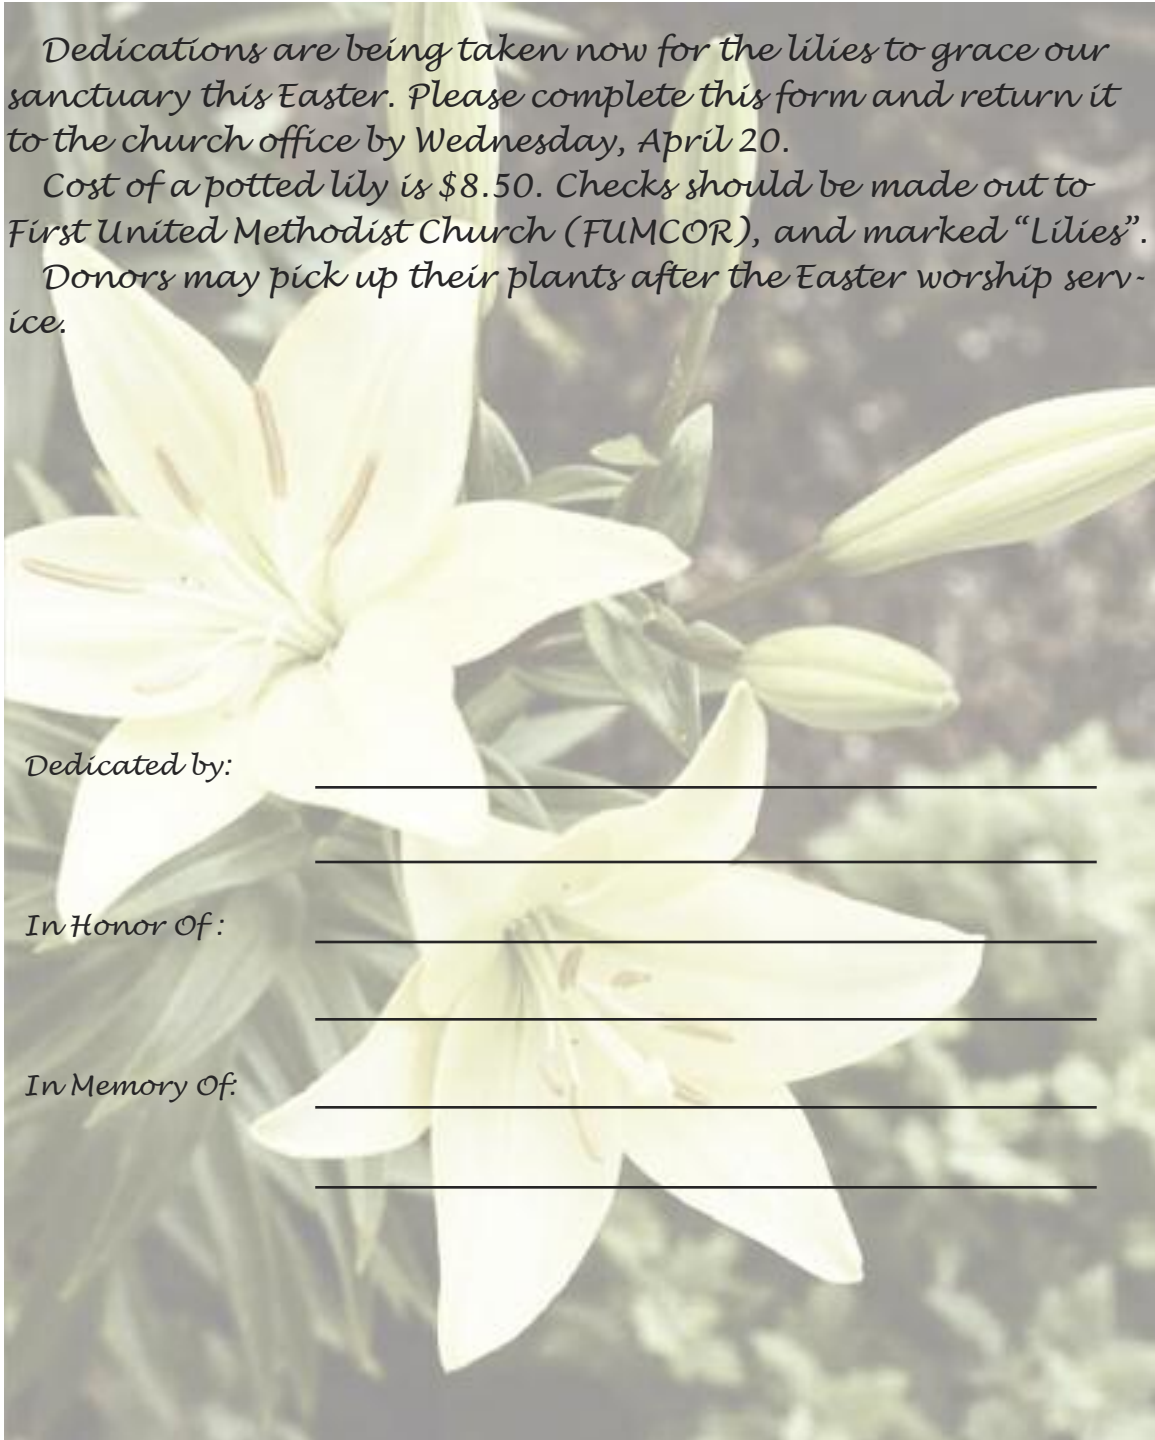 Dedications are being taken now for the lilies to grace our
sanctuary this Easter. Please complete this form and return it
to the church office by Wednesday, April 20.
Cost of a potted lily is $8.50. Checks should be made out to
First United Methodist Church (FUMCOR), and marked “Lilies”.
Donors may pick up their plants after the Easter worship serv-
ice.
Dedicated by:
In Honor Of :
In Memory Of: